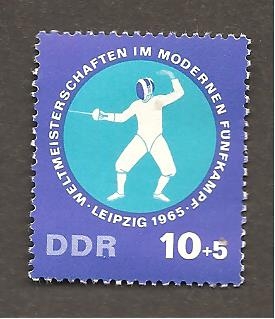 WELTMEISTERSCHAFTEN IM MODERNEN FÜNFKAMPF
· LEIPZIG 1965 ·
DDR 10+5